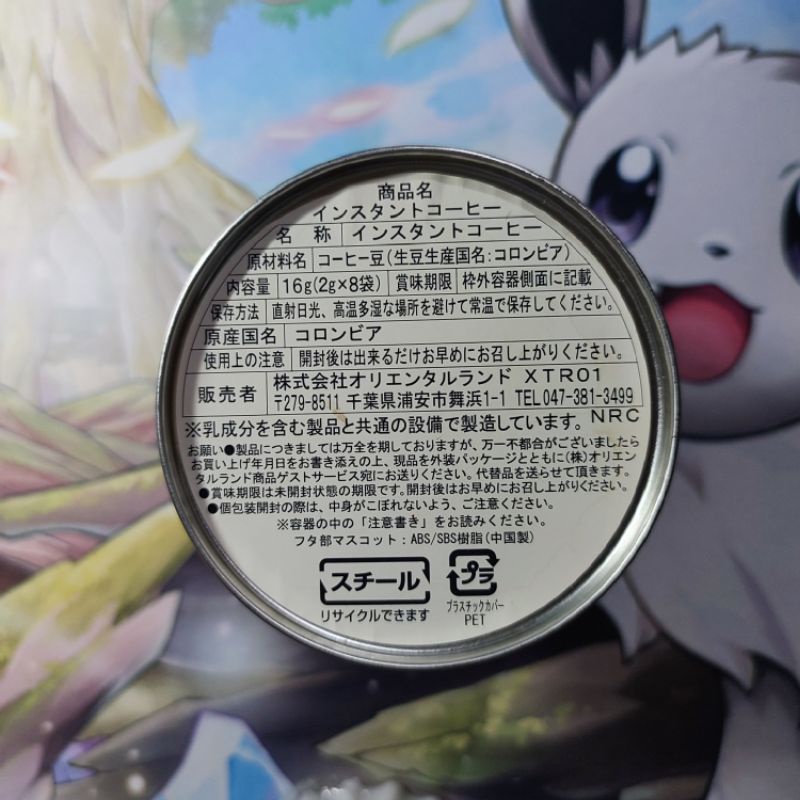 商品名
インスタントコーヒー
名 称 インスタントコーヒー
原材料名 コーヒー豆(生豆生産国名:コロンビア)
内容量 16g(2g×8袋) 賞味期限 枠外容器側面に記載
保存方法 直射日光、高温多湿な場所を避けて常温で保存してください。
原産国名 コロンビア
使用上の注意 開封後は出来るだけお早めにお召し上がりください。
販売者 株式会社オリエンタルランド XTR01
〒279-8511 千葉県浦安市舞浜1-1 TEL047-381-3499
※乳成分を含む製品と共通の設備で製造しています。 NRC
お願い●製品につきましては万全を期しておりますが、万一不都合がございましたら
お買い上げ年月日をお書き添えの上、現品を外装パッケージとともに(株)オリエン
タルランド商品ゲストサービス宛にお送りください。代替品を送らせて頂きます。
●賞味期限は未開封状態の期限です。開封後はお早めにお召し上がりください。
●個包装開封の際は、中身がこぼれないよう、ご注意ください。
※容器の中の「注意書き」をお読みください。
フタ部マスコット:ABS/SBS樹脂(中国製)
スチール プラ
リサイクルできます プラスチックカバー
PET